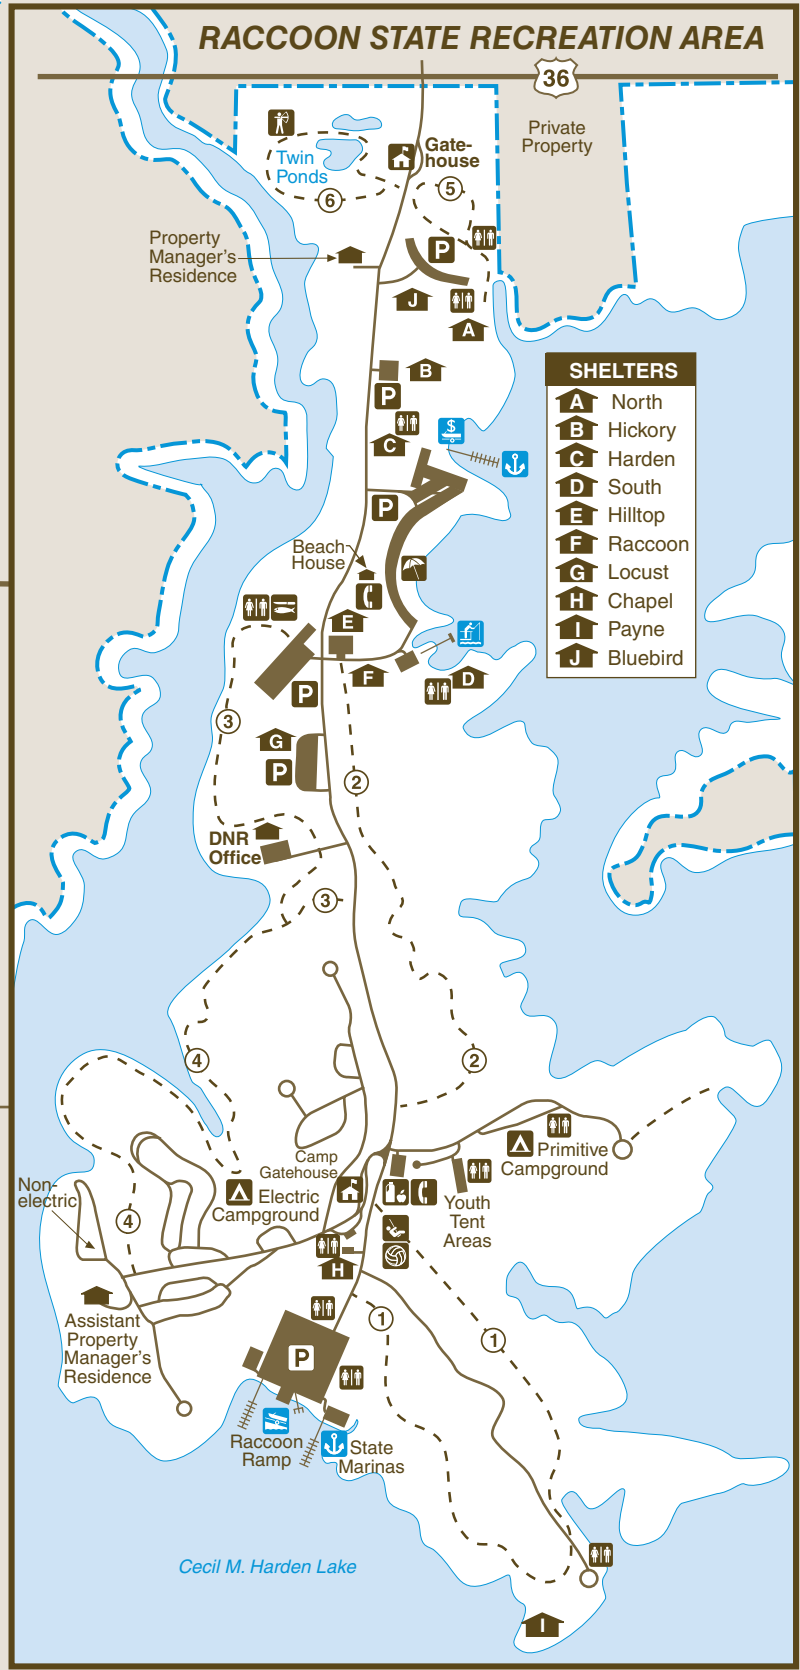 RACCOON STATE RECREATION AREA
36
Private
Property
Gate-
house
Twin
Ponds
5
6
Property
Manager's
Residence
P
J
A
B
P
C
$
P
SHELTERS
A North
B Hickory
C Harden
D South
E Hilltop
F Raccoon
G Locust
H Chapel
I Payne
J Bluebird
Beach
House
E
F
D
P
3
G
P
2
DNR
Office
3
4
2
Camp
Gatehouse
Primitive
Campground
Non-
electric
Electric
Campground
Youth
Tent
Areas
4
H
Assistant
Property
Manager's
Residence
1
1
P
Raccoon
Ramp
State
Marinas
Cecil M. Harden Lake
I